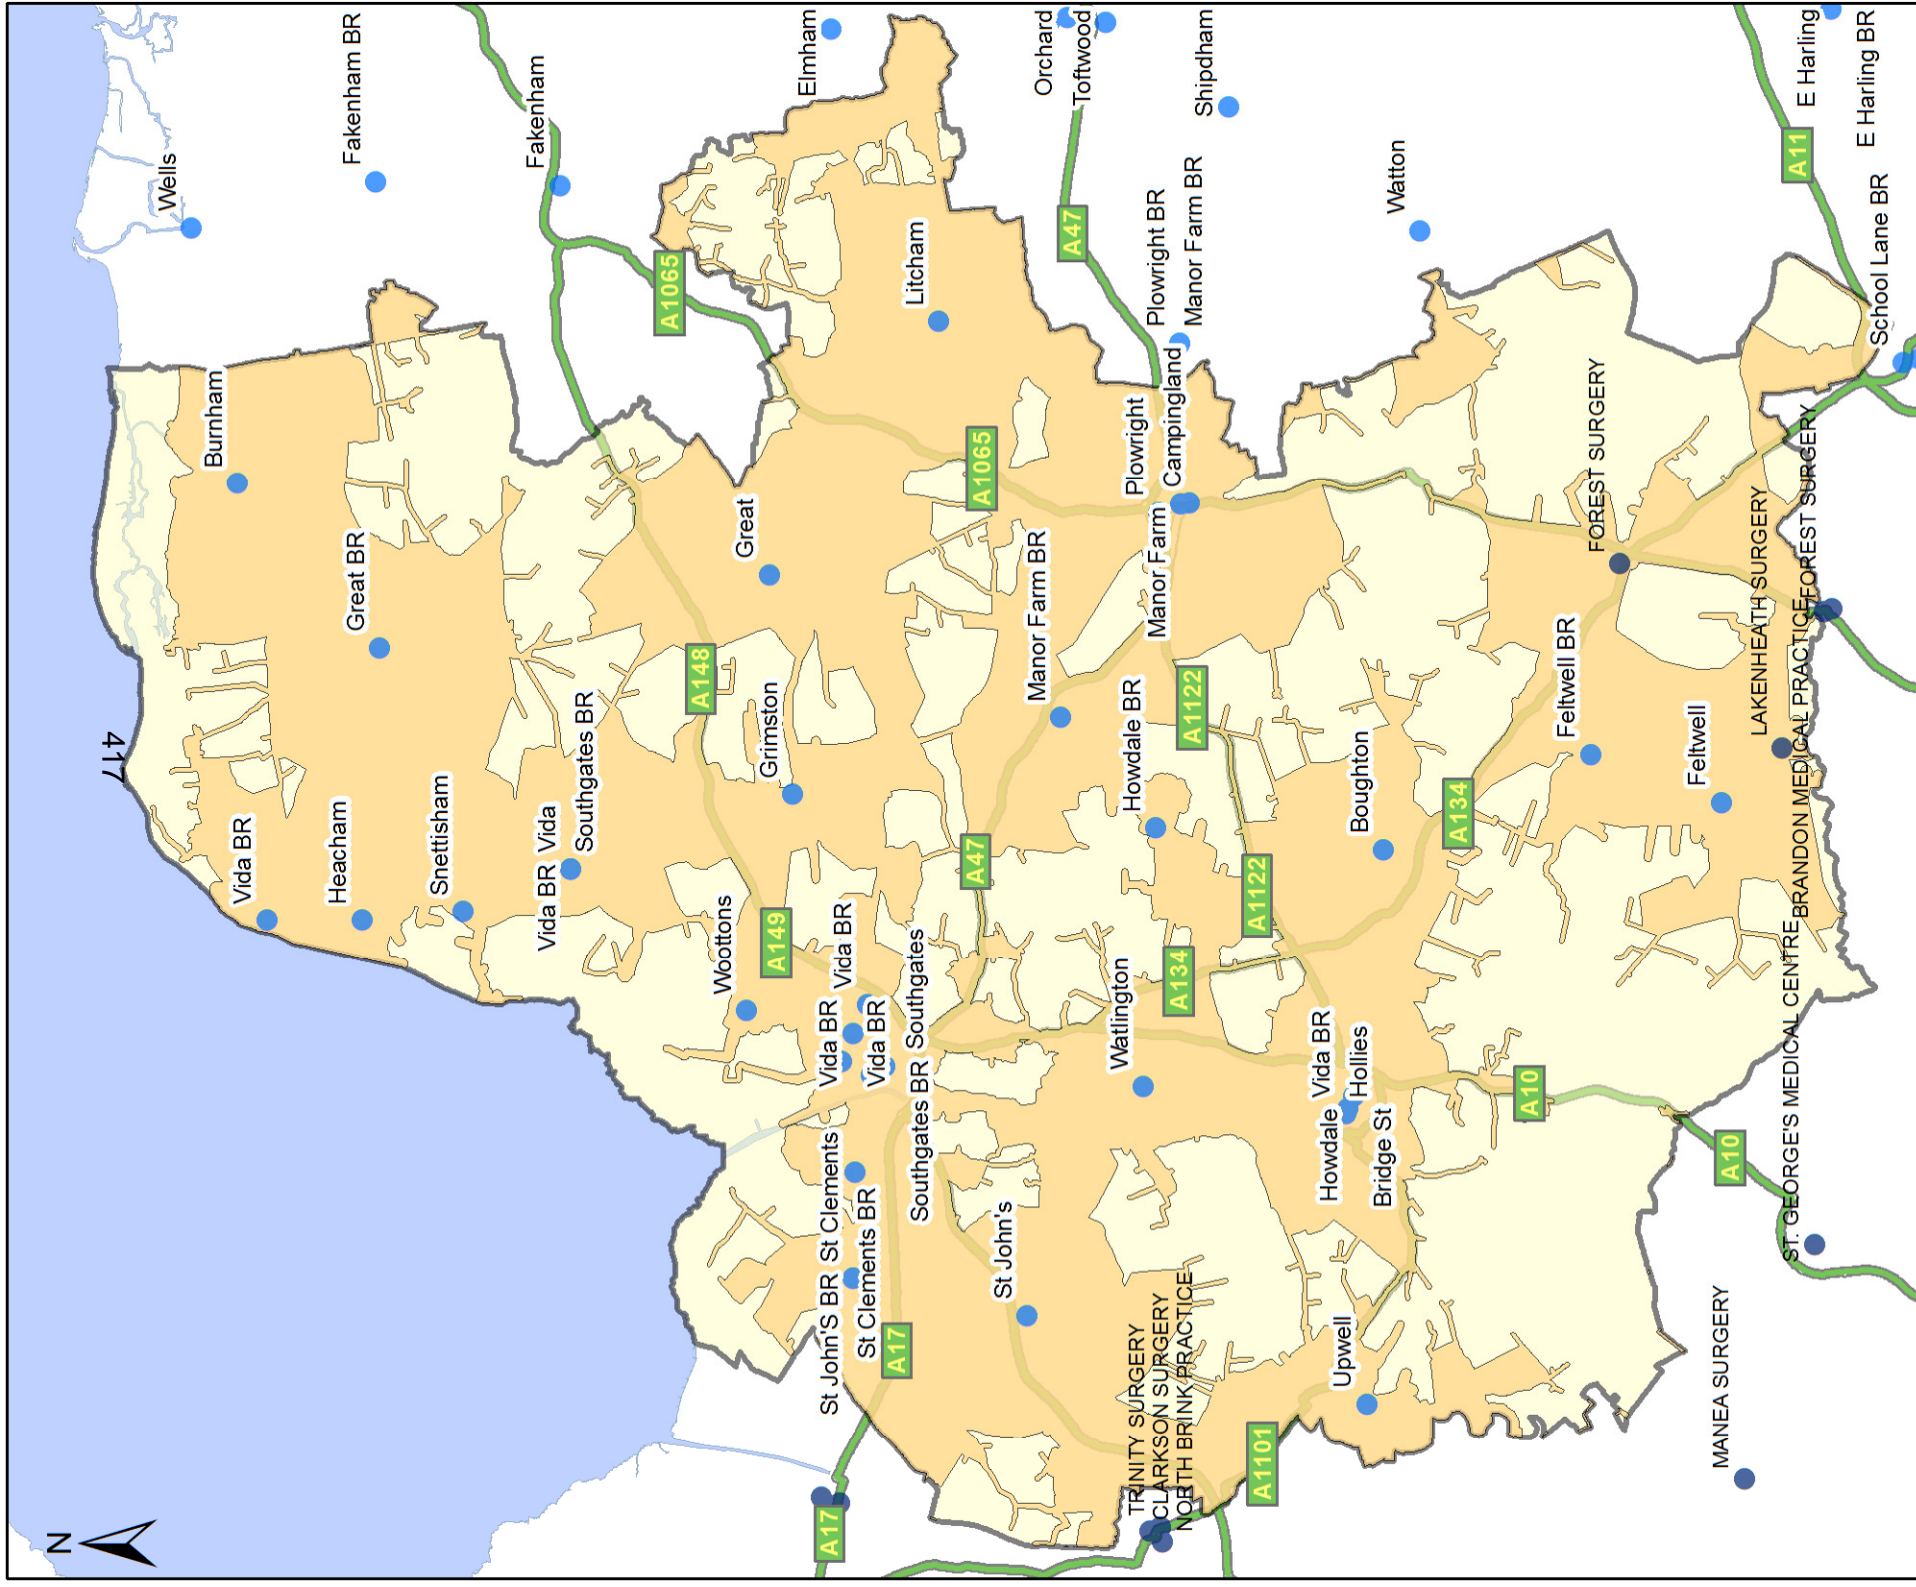 Wells
Fakenham BR
Fakenham
Elmham
Orchard
Toftwood
Shipdham
Watton
E Harling
E Harling BR
A11
School Lane BR
A47
Plowright BR
Manor Farm BR
A1065
Litcham
Burnham
Great BR
Great
A1065
Plowright
Campingland
Manor Farm
Manor Farm BR
FOREST SURGERY
FOREST SURGERY
LAKENHEATH SURGERY
BRANDON MEDICAL PRACTICE
ST. GEORGE'S MEDICAL CENTRE
Feltwell BR
Feltwell
417
Vida BR
Heacham
Snettisham
Vida BR
Vida
Southgates BR
A148
Grimston
A149
Woottons
A47
Howdale BR
A1122
A1122
Boughton
A134
A134
Vida BR
Vida BR
Vida BR
Southgates
Southgates BR
Watlington
Vida BR
Hollies
Howdale
Bridge St
A10
A10
St Clements
St Clements BR
St John'S BR
St John's
A17
A17
TRINITY SURGERY
CLARKSON SURGERY
NORTH BRINK PRACTICE
A1101
Upwell
MANEA SURGERY
N